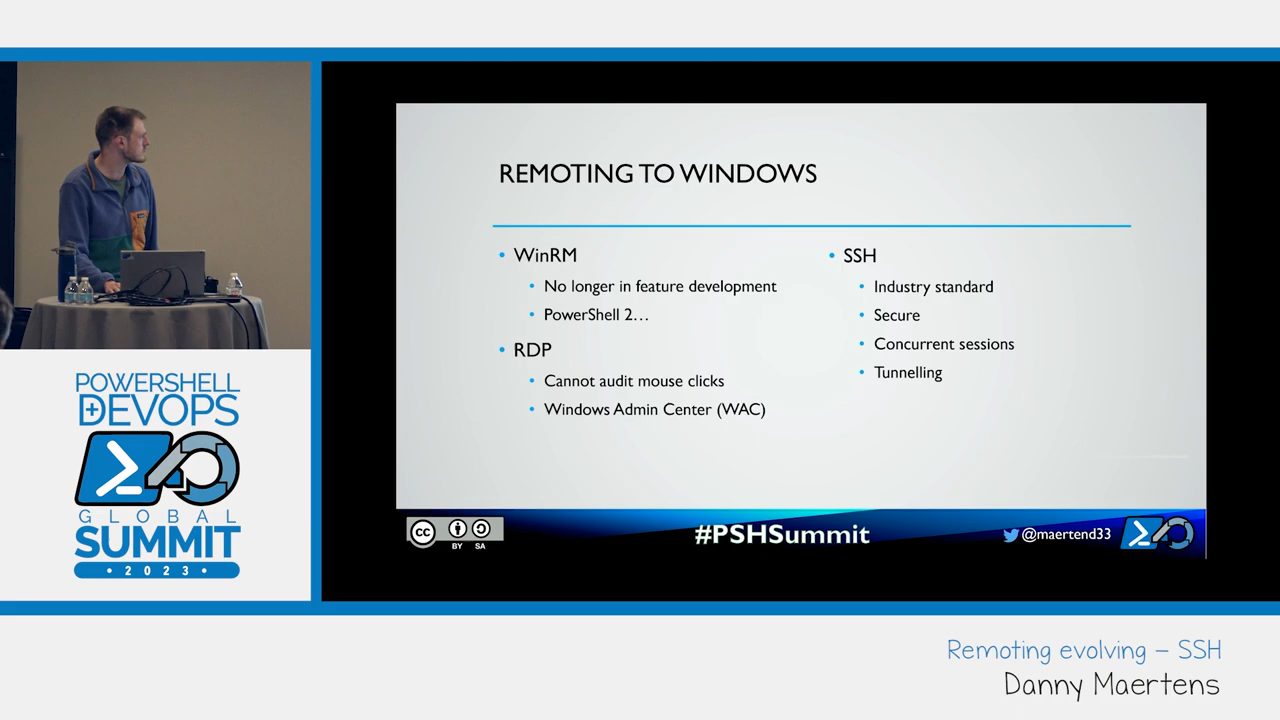 REMOTING TO WINDOWS
• WinRM
• No longer in feature development
• PowerShell 2...
• RDP
• Cannot audit mouse clicks
• Windows Admin Center (WAC)
• SSH
• Industry standard
• Secure
• Concurrent sessions
• Tunnelling
cc
BY SA
#PSHSummit
@maertend33
POWERSHELL
+DEVOPS
GLOBAL
SUMMIT
• 2023 •
Remoting evolving – SSH
Danny Maertens